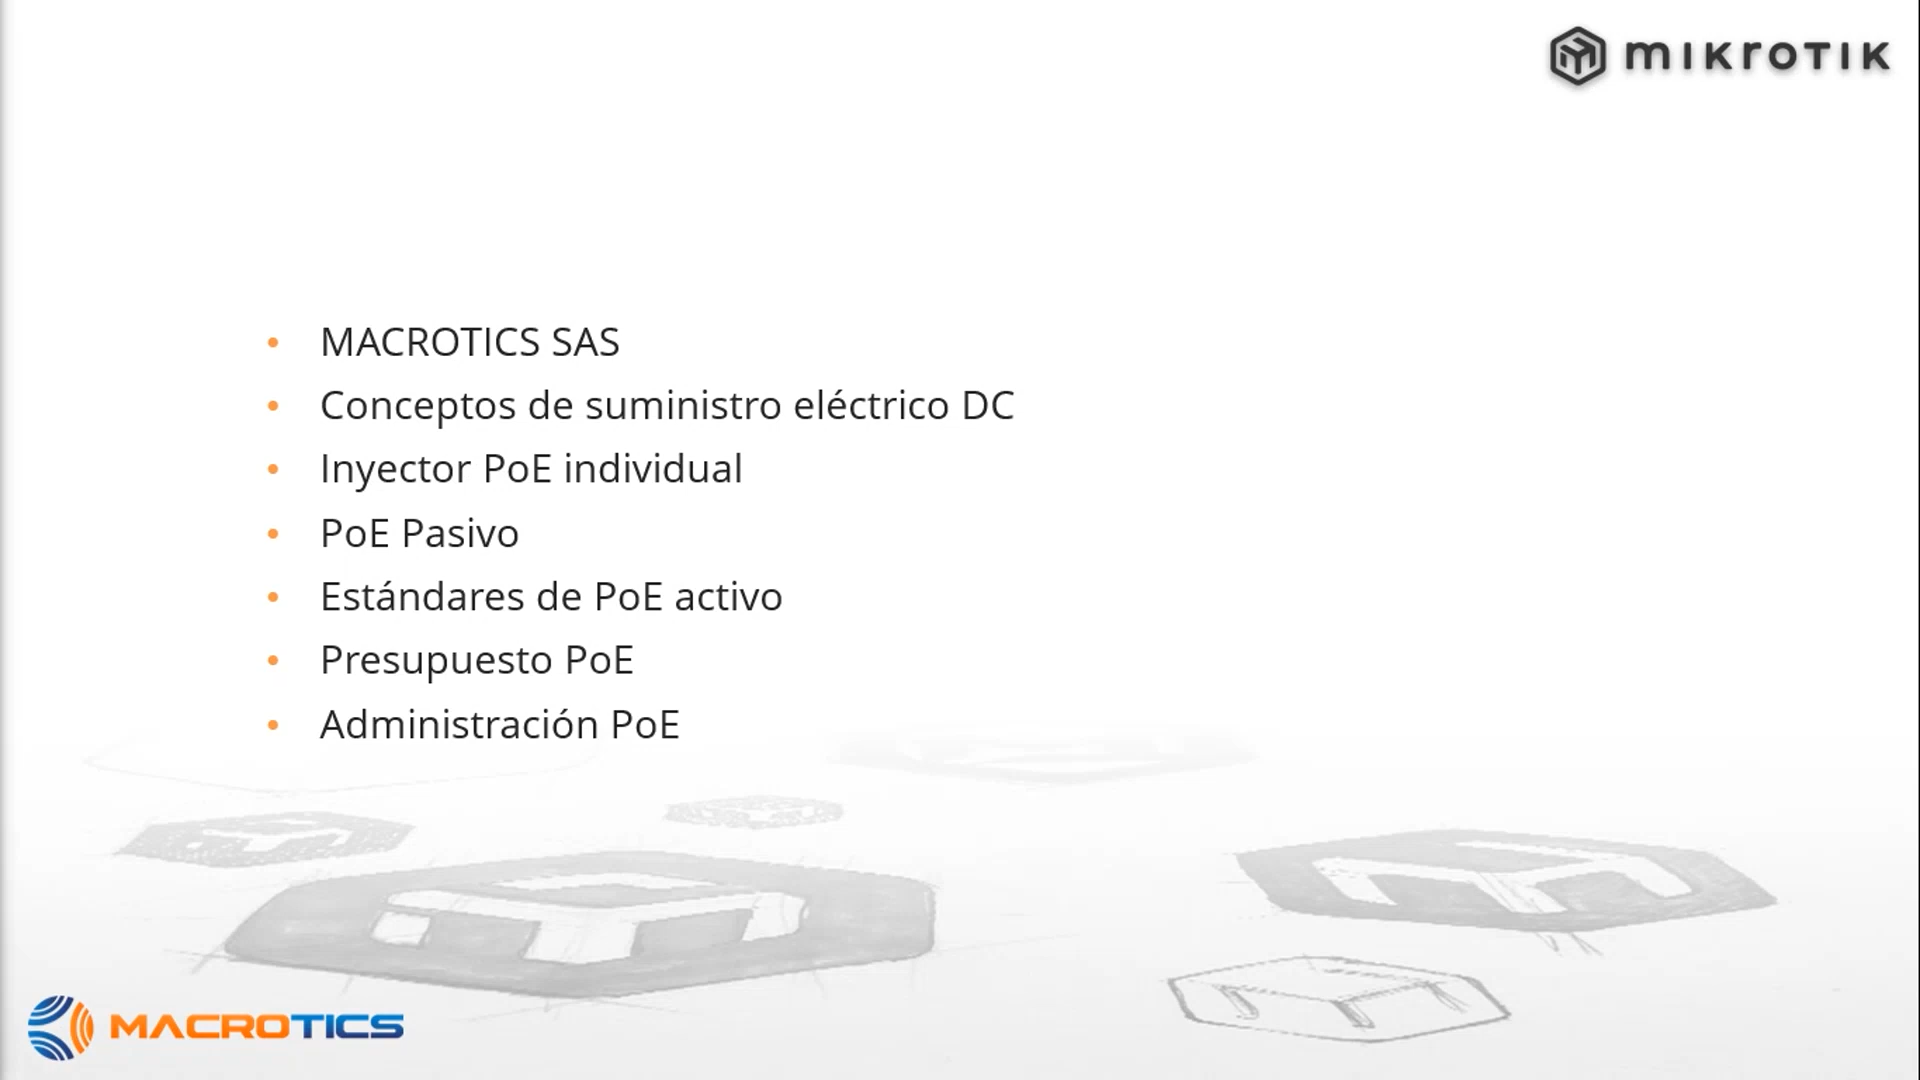 mikrotik
• MACROTICS SAS
• Conceptos de suministro eléctrico DC
• Inyector PoE individual
• PoE Pasivo
• Estándares de PoE activo
• Presupuesto PoE
• Administración PoE
MACROTICS